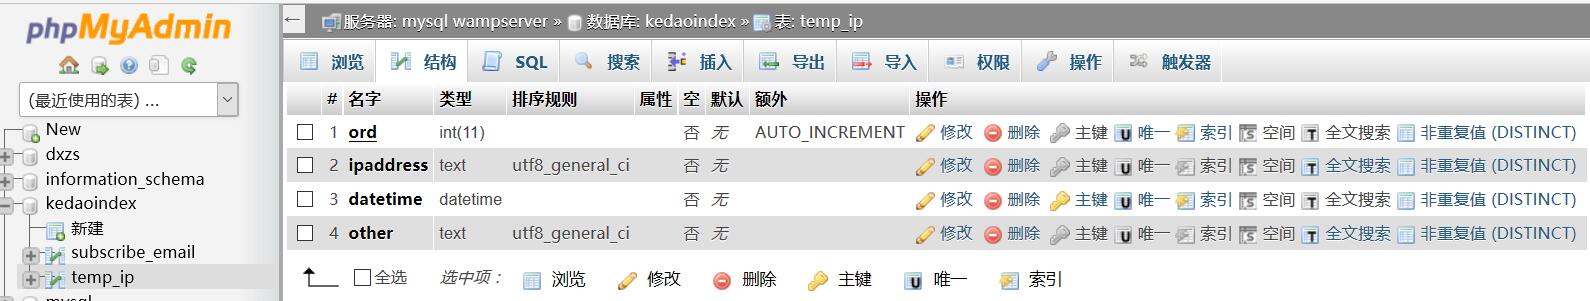 phpMyAdmin
(最近使用的表) ...
New
dxzs
information_schema
kedaoindex
新建
subscribe_email
temp_ip
← 服务器: mysql wampserver » 数据库: kedaoindex » 表: temp_ip
浏览 结构 SQL 搜索 插入 导出 导入 权限 操作 触发器
# 名字 类型 排序规则 属性 空 默认 额外 操作
1 ord int(11) 否 无 AUTO_INCREMENT 修改 删除 主键 唯一 索引 空间 全文搜索 非重复值 (DISTINCT)
2 ipaddress text utf8_general_ci 否 无 修改 删除 主键 唯一 索引 空间 全文搜索 非重复值 (DISTINCT)
3 datetime datetime 否 无 修改 删除 主键 唯一 索引 空间 全文搜索 非重复值 (DISTINCT)
4 other text utf8_general_ci 否 无 修改 删除 主键 唯一 索引 空间 全文搜索 非重复值 (DISTINCT)
全选 选中项： 浏览 修改 删除 主键 唯一 索引